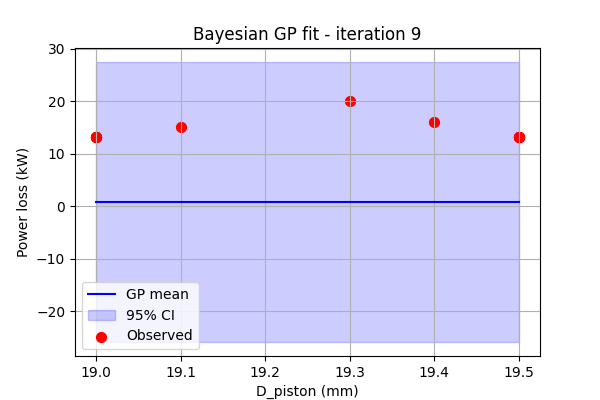 Bayesian GP fit - iteration 9
Power loss (kW)
30
20
10
0
−10
−20
GP mean
95% CI
Observed
19.0 19.1 19.2 19.3 19.4 19.5
D_piston (mm)